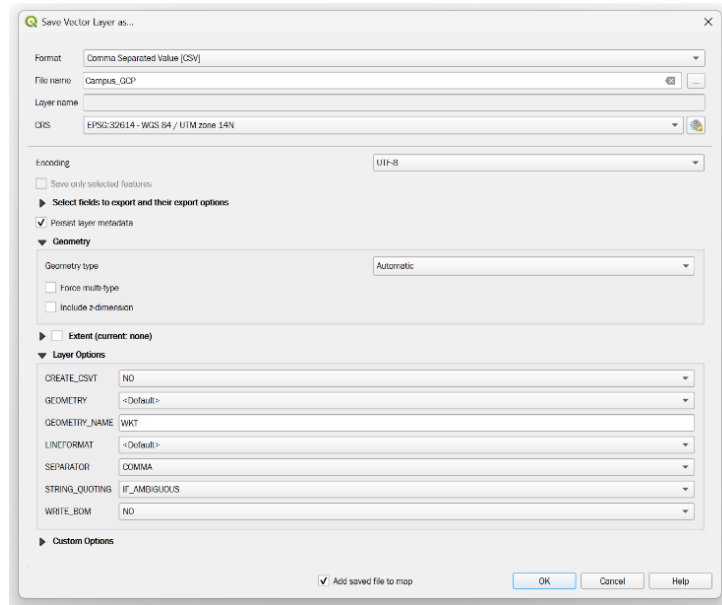 Save Vector Layer as...
Format Comma Separated Value [CSV]
File name Campus_GCP
...
Layer name
CRS EPSG:32614 - WGS 84 / UTM zone 14N
Encoding UTF-8
Save only selected features
Select fields to export and their export options
Persist layer metadata
Geometry
Geometry type Automatic
Force multi-type
Include z-dimension
Extent (current: none)
Layer Options
CREATE_CSVT NO
GEOMETRY <Default>
GEOMETRY_NAME WKT
LINEFORMAT <Default>
SEPARATOR COMMA
STRING_QUOTING IF_AMBIGUOUS
WRITE_BOM NO
Custom Options
Add saved file to map OK Cancel Help